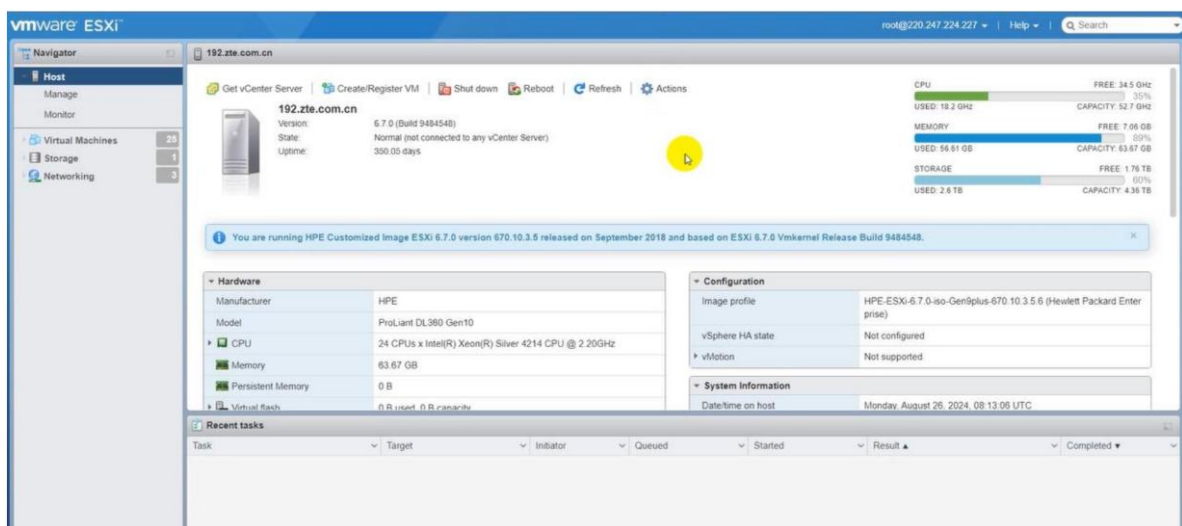 vmware ESXi
root@220.247.224.227 | Help | Search
Navigator
192.zte.com.cn
Host
Manage
Monitor
Virtual Machines 25
Storage 1
Networking 3
Get vCenter Server | Create/Register VM | Shut down Reboot | Refresh | Actions
192.zte.com.cn
Version: 6.7.0 (Build 9484548)
State: Normal (not connected to any vCenter Server)
Uptime: 350.05 days
CPU FREE: 34.5 GHz
35%
USED: 18.2 GHz CAPACITY: 52.7 GHz
MEMORY FREE: 7.06 GB
89%
USED: 56.61 GB CAPACITY: 63.67 GB
STORAGE FREE: 1.76 TB
60%
USED: 2.6 TB CAPACITY: 4.36 TB
You are running HPE Customized Image ESXi 6.7.0 version 670.10.3.5 released on September 2018 and based on ESXi 6.7.0 Vmkernel Release Build 9484548.
Hardware
Manufacturer HPE
Model ProLiant DL360 Gen10
CPU 24 CPUs x Intel(R) Xeon(R) Silver 4214 CPU @ 2.20GHz
Memory 63.67 GB
Persistent Memory 0 B
Virtual flash 0 B used, 0 B capacity
Configuration
Image profile HPE-ESXi-6.7.0-iso-Gen9plus-670.10.3.5.6 (Hewlett Packard Enter
prise)
vSphere HA state Not configured
vMotion Not supported
System Information
Date/time on host Monday, August 26, 2024, 08:13:06 UTC
Recent tasks
Task Target Initiator Queued Started Result Completed